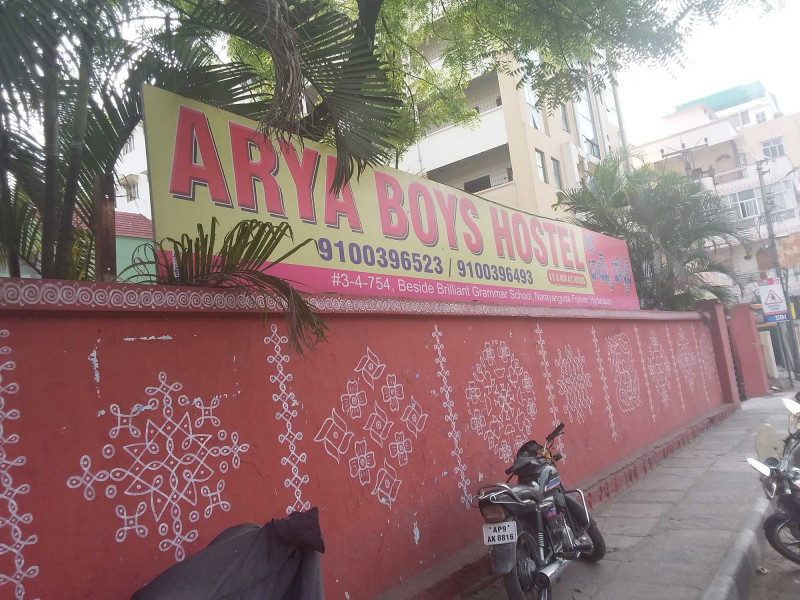 ARYA BOYS HOSTEL
9100396523 / 9100396493
#3-4-754, Beside Brilliant Grammar School, Narayanguda Flyover, Hyderabad
AP9
AK 8816